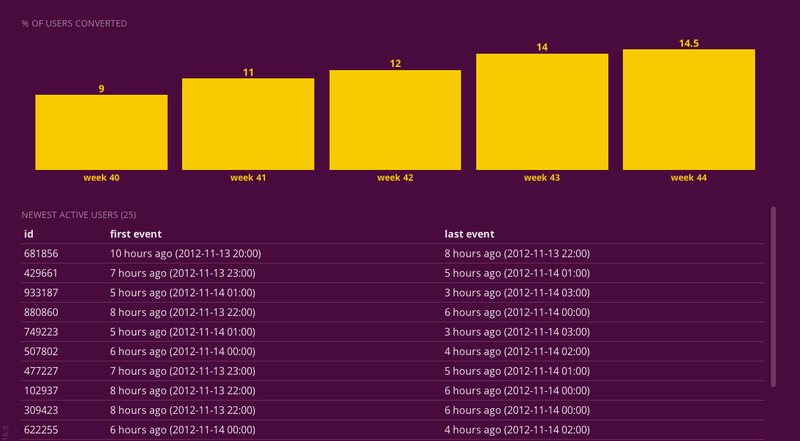 % OF USERS CONVERTED
9 11 12 14 14.5
week 40 week 41 week 42 week 43 week 44
NEWEST ACTIVE USERS (25)
id first event last event
681856 10 hours ago (2012-11-13 20:00) 8 hours ago (2012-11-13 22:00)
429661 7 hours ago (2012-11-13 23:00) 5 hours ago (2012-11-14 01:00)
933187 5 hours ago (2012-11-14 01:00) 3 hours ago (2012-11-14 03:00)
880860 8 hours ago (2012-11-13 22:00) 6 hours ago (2012-11-14 00:00)
749223 5 hours ago (2012-11-14 01:00) 3 hours ago (2012-11-14 03:00)
507802 6 hours ago (2012-11-14 00:00) 4 hours ago (2012-11-14 02:00)
477227 7 hours ago (2012-11-13 23:00) 5 hours ago (2012-11-14 01:00)
102937 8 hours ago (2012-11-13 22:00) 6 hours ago (2012-11-14 00:00)
309423 8 hours ago (2012-11-13 22:00) 6 hours ago (2012-11-14 00:00)
622255 6 hours ago (2012-11-14 00:00) 4 hours ago (2012-11-14 02:00)
16:9